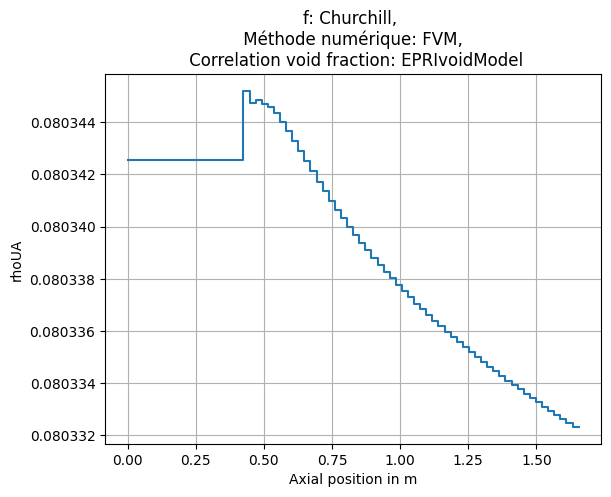 f: Churchill,
Méthode numérique: FVM,
Correlation void fraction: EPRIvoidModel
0.080344
0.080342
0.080340
0.080338
0.080336
0.080334
0.080332
rhoUA
0.00
0.25
0.50
0.75
1.00
1.25
1.50
Axial position in m